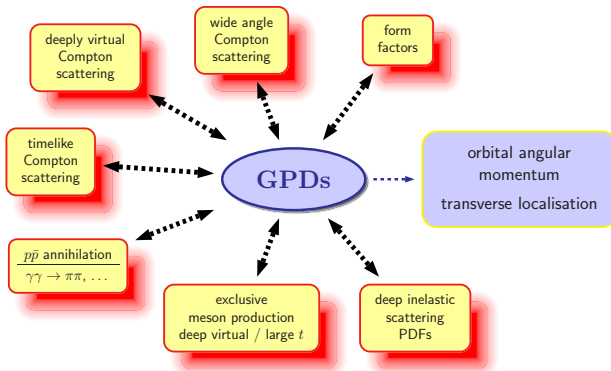 deeply virtual
Compton
scattering
wide angle
Compton
scattering
form
factors
timelike
Compton
scattering
GPDs
orbital angular
momentum
transverse localisation
pp̄ annihilation
γγ → ππ, ...
exclusive
meson production
deep virtual / large t
deep inelastic
scattering
PDFs